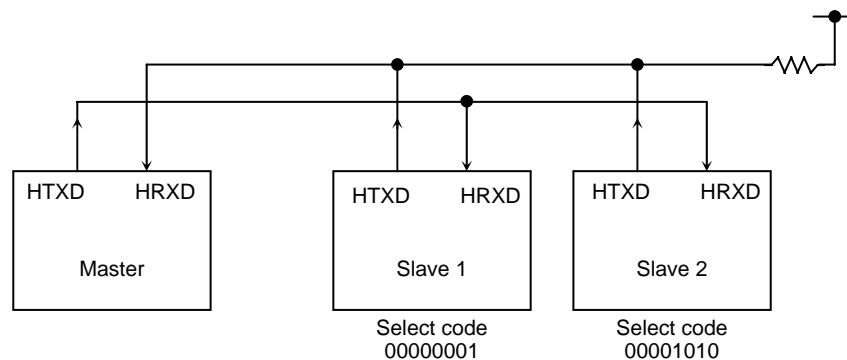 HTXD HRXD
Master
HTXD HRXD
Slave 1
Select code
00000001
HTXD HRXD
Slave 2
Select code
00001010